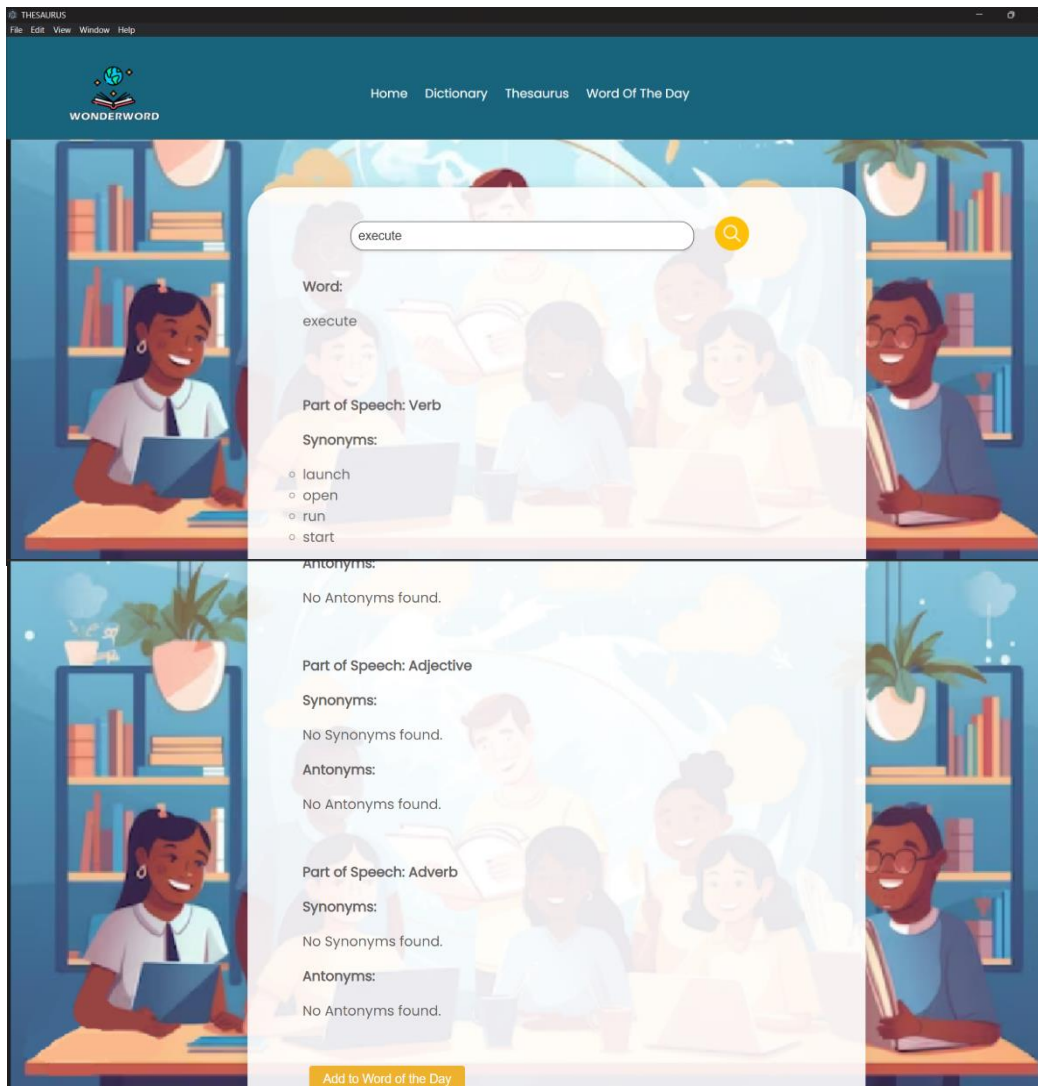 THESAURUS
File Edit View Window Help
WONDERWORD
Home Dictionary Thesaurus Word Of The Day
execute
Word:
execute
Part of Speech: Verb
Synonyms:
launch
open
run
start
Antonyms:
No Antonyms found.
Part of Speech: Adjective
Synonyms:
No Synonyms found.
Antonyms:
No Antonyms found.
Part of Speech: Adverb
Synonyms:
No Synonyms found.
Antonyms:
No Antonyms found.
Add to Word of the Day